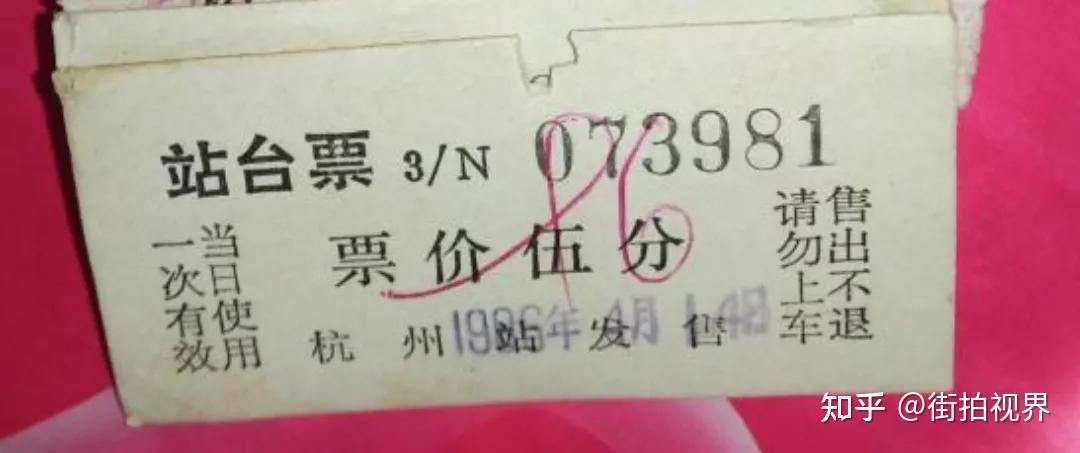 站台票 3/N 073981
当日使用
一次有效
票价伍分
售出不退
请勿上车
杭州站发售
1986年4月14日
知乎 @街拍视界